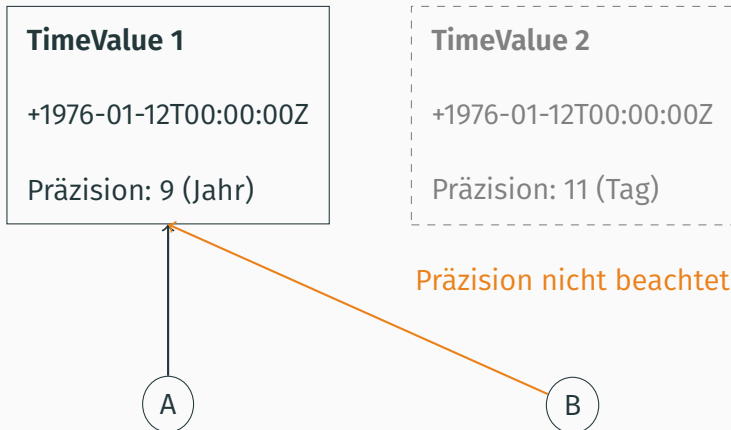 TimeValue 1
+1976-01-12T00:00:00Z
Präzision: 9 (Jahr)
TimeValue 2
+1976-01-12T00:00:00Z
Präzision: 11 (Tag)
Präzision nicht beachtet
A
B